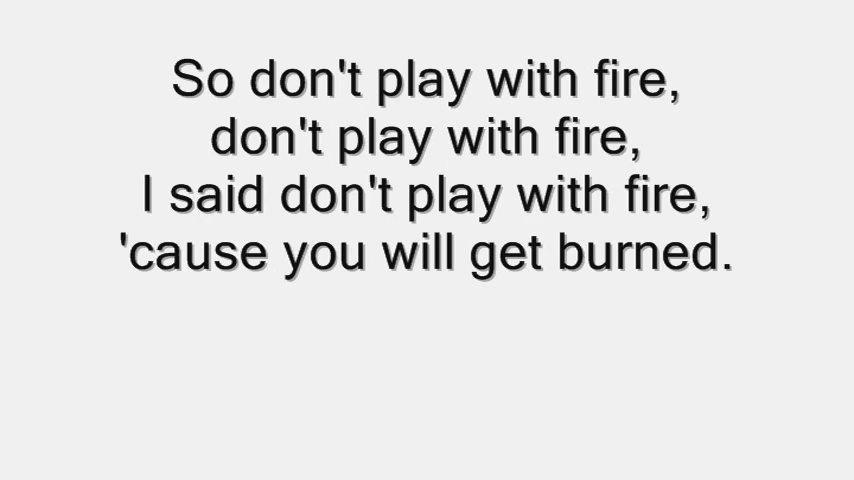 So don't play with fire,
don't play with fire,
I said don't play with fire,
'cause you will get burned.